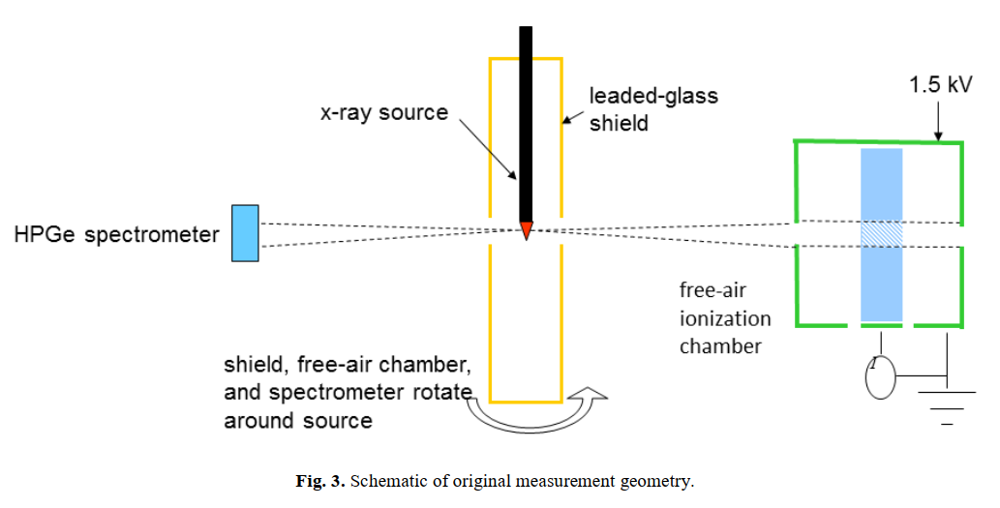 1.5 kV
leaded-glass
shield
x-ray source
HPGe spectrometer
free-air
ionization
chamber
I
shield, free-air chamber,
and spectrometer rotate
around source
Fig. 3. Schematic of original measurement geometry.